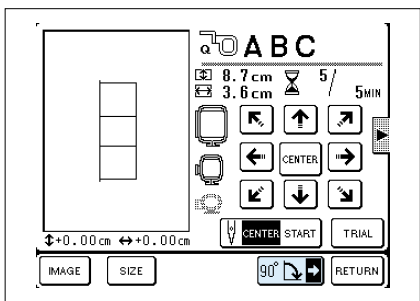 Q ABC
8.7cm 5/
3.6cm 5MIN
CENTER
CENTER START TRIAL
↕+0.00cm ↔+0.00cm
IMAGE SIZE 90° RETURN